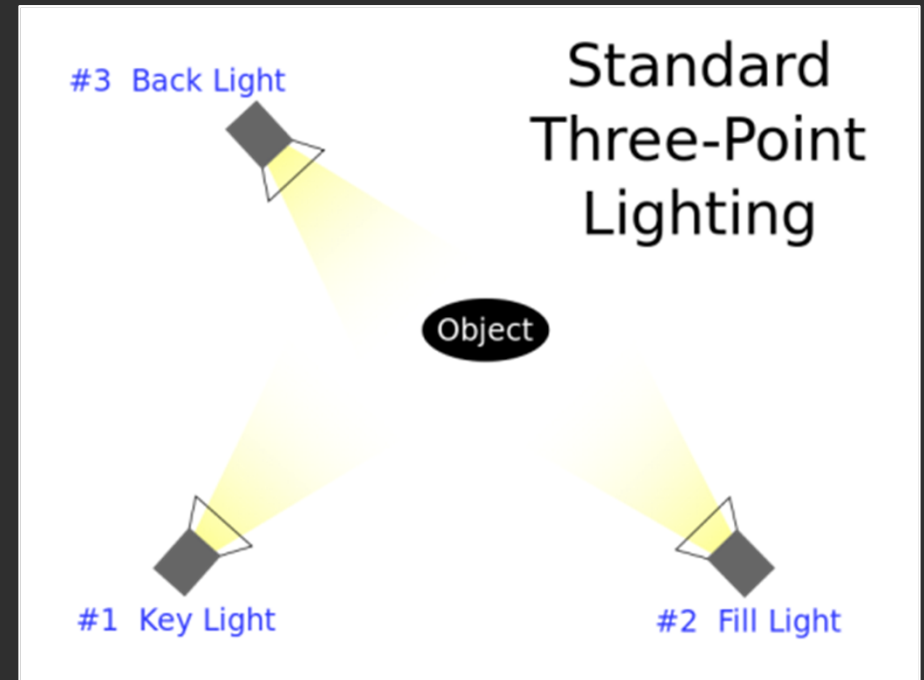 #3 Back Light
Standard
Three-Point
Lighting
Object
#1 Key Light
#2 Fill Light